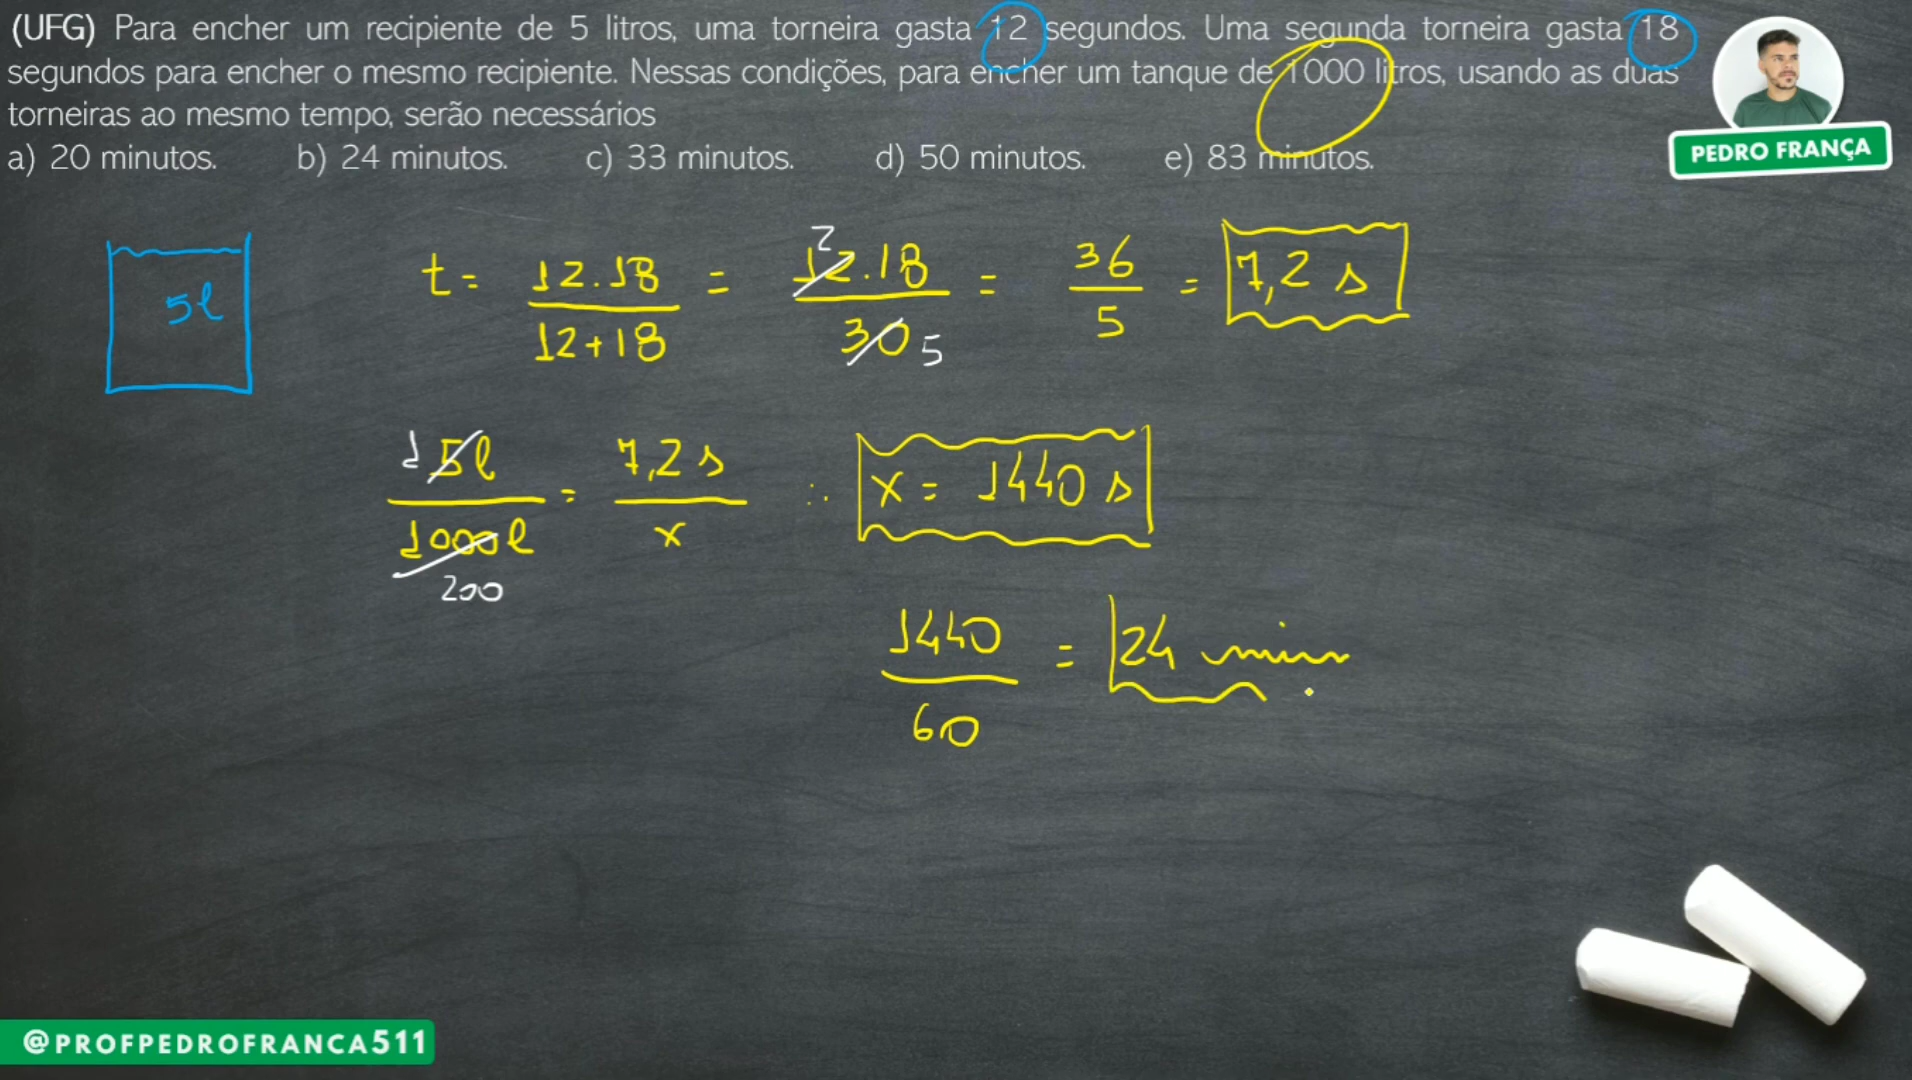 (UFG) Para encher um recipiente de 5 litros, uma torneira gasta 12 segundos. Uma segunda torneira gasta 18
segundos para encher o mesmo recipiente. Nessas condições, para encher um tanque de 1000 litros, usando as duas
torneiras ao mesmo tempo, serão necessários
a) 20 minutos. b) 24 minutos. c) 33 minutos. d) 50 minutos. e) 83 minutos.
PEDRO FRANÇA
5l
t = 12.18 / 12+18 = 12.18 / 30 = 36 / 5 = 7,2 s
2
5
1 5l / 1000l = 7,2 s / x ∴ x = 1440 s
200
1440 / 60 = 24 min
@PROFPEDROFRANCA511